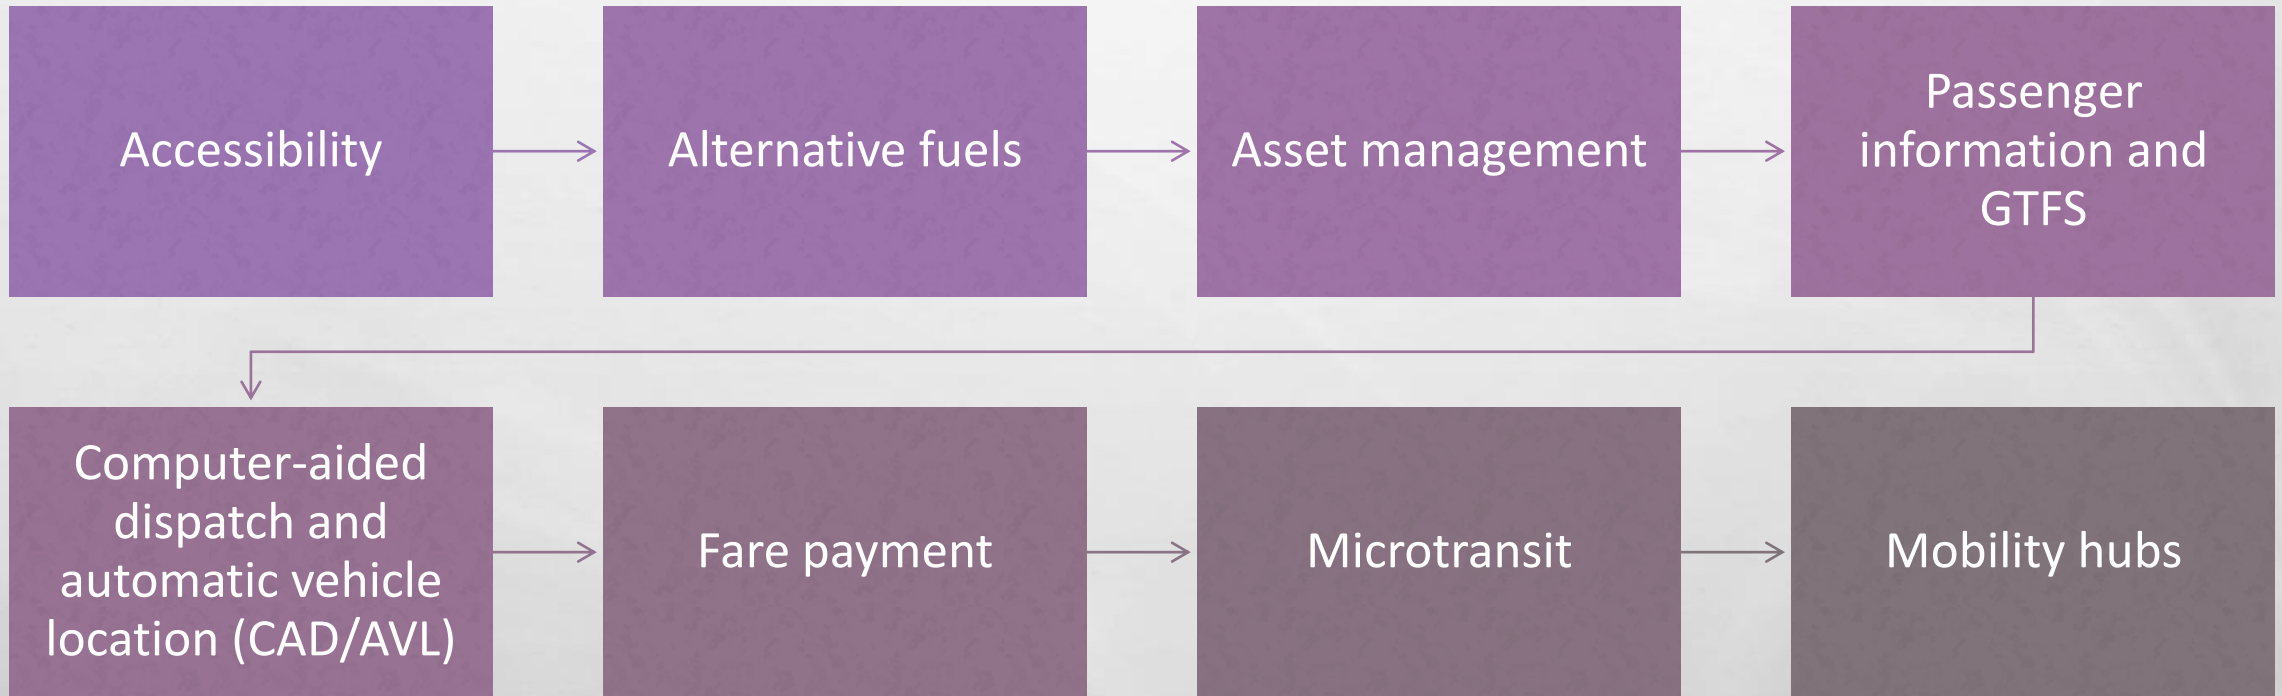 Accessibility
Alternative fuels
Asset management
Passenger
information and
GTFS
Computer-aided
dispatch and
automatic vehicle
location (CAD/AVL)
Fare payment
Microtransit
Mobility hubs